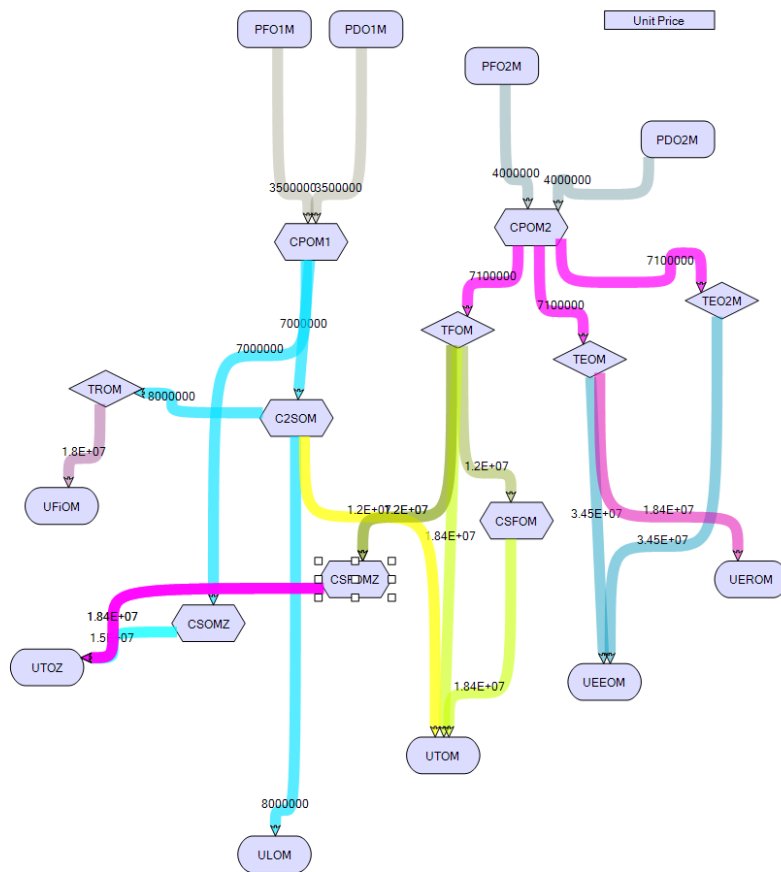 PFO1M
PDO1M
Unit Price
PFO2M
PDO2M
4000000
4000000
3500000
3500000
CPOM1
CPOM2
7100000
7100000
7100000
TEO2M
7000000
7000000
TFOM
TEOM
TROM
8000000
C2SOM
1.8E+07
1.2E+07
UFiOM
1.2E+07
1.2E+07
3.45E+07
1.84E+07
CSFOM
1.84E+07
3.45E+07
UEROM
CSOMZ
1.84E+07
UTOZ
UEEOM
1.84E+07
UTOM
8000000
ULOM